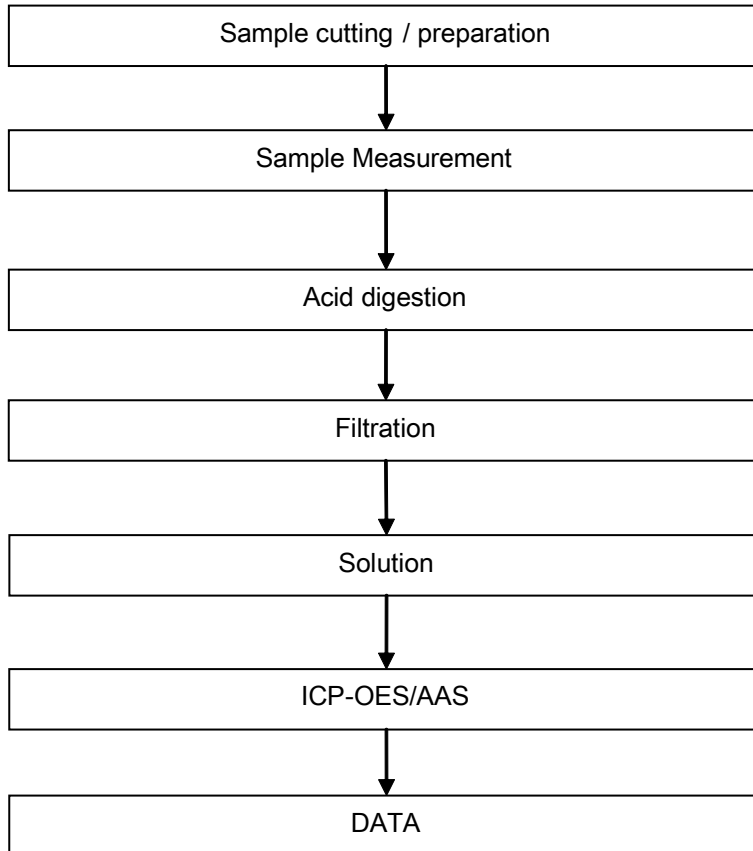 Sample cutting / preparation
Sample Measurement
Acid digestion
Filtration
Solution
ICP-OES/AAS
DATA